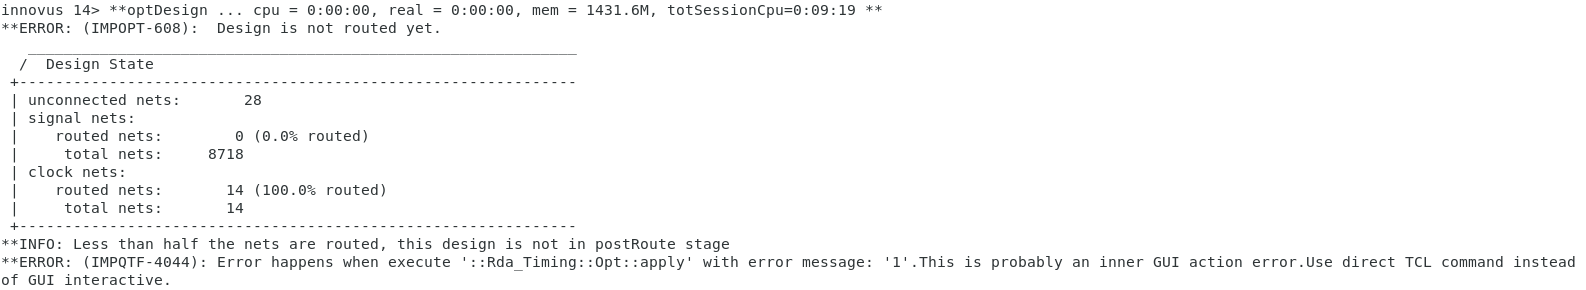 innovus 14> **optDesign ... cpu = 0:00:00, real = 0:00:00, mem = 1431.6M, totSessionCpu=0:09:19 **
**ERROR: (IMPOPT-608):  Design is not routed yet.
   _____________________________________________________________
  /  Design State
 +--------------------------------------------------------------
 | unconnected nets:       28
 | signal nets:
 |    routed nets:        0 (0.0% routed)
 |     total nets:     8718
 | clock nets:
 |    routed nets:       14 (100.0% routed)
 |     total nets:       14
 +--------------------------------------------------------------
**INFO: Less than half the nets are routed, this design is not in postRoute stage
**ERROR: (IMPQTF-4044): Error happens when execute '::Rda_Timing::Opt::apply' with error message: '1'.This is probably an inner GUI action error.Use direct TCL command instead
of GUI interactive.